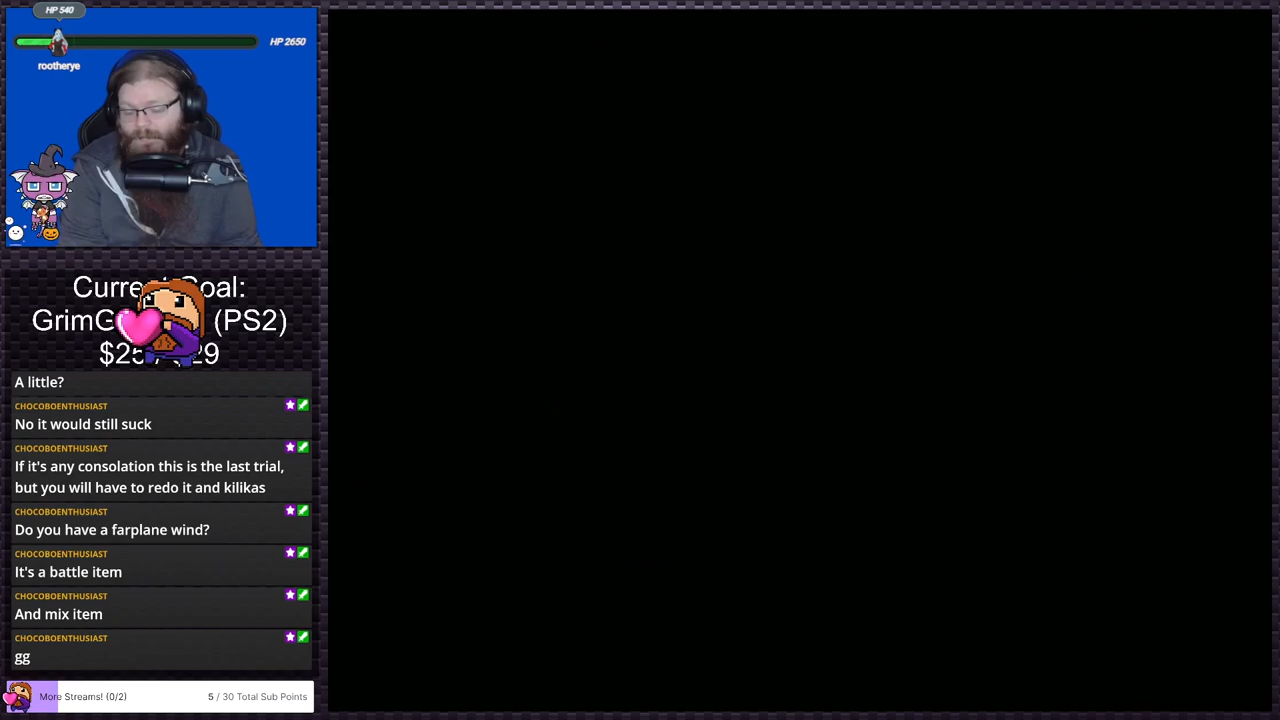 HP 540
HP 2650
rootherye
Current Goal:
(PS2)
A little?
CHOCOBOENTHUSIAST
No it would still suck
CHOCOBOENTHUSIAST
If it's any consolation this is the last trial,
but you will have to redo it and kilikas
CHOCOBOENTHUSIAST
Do you have a farplane wind?
CHOCOBOENTHUSIAST
It's a battle item
CHOCOBOENTHUSIAST
And mix item
CHOCOBOENTHUSIAST
gg
More Streams! (0/2)
5 / 30 Total Sub Points